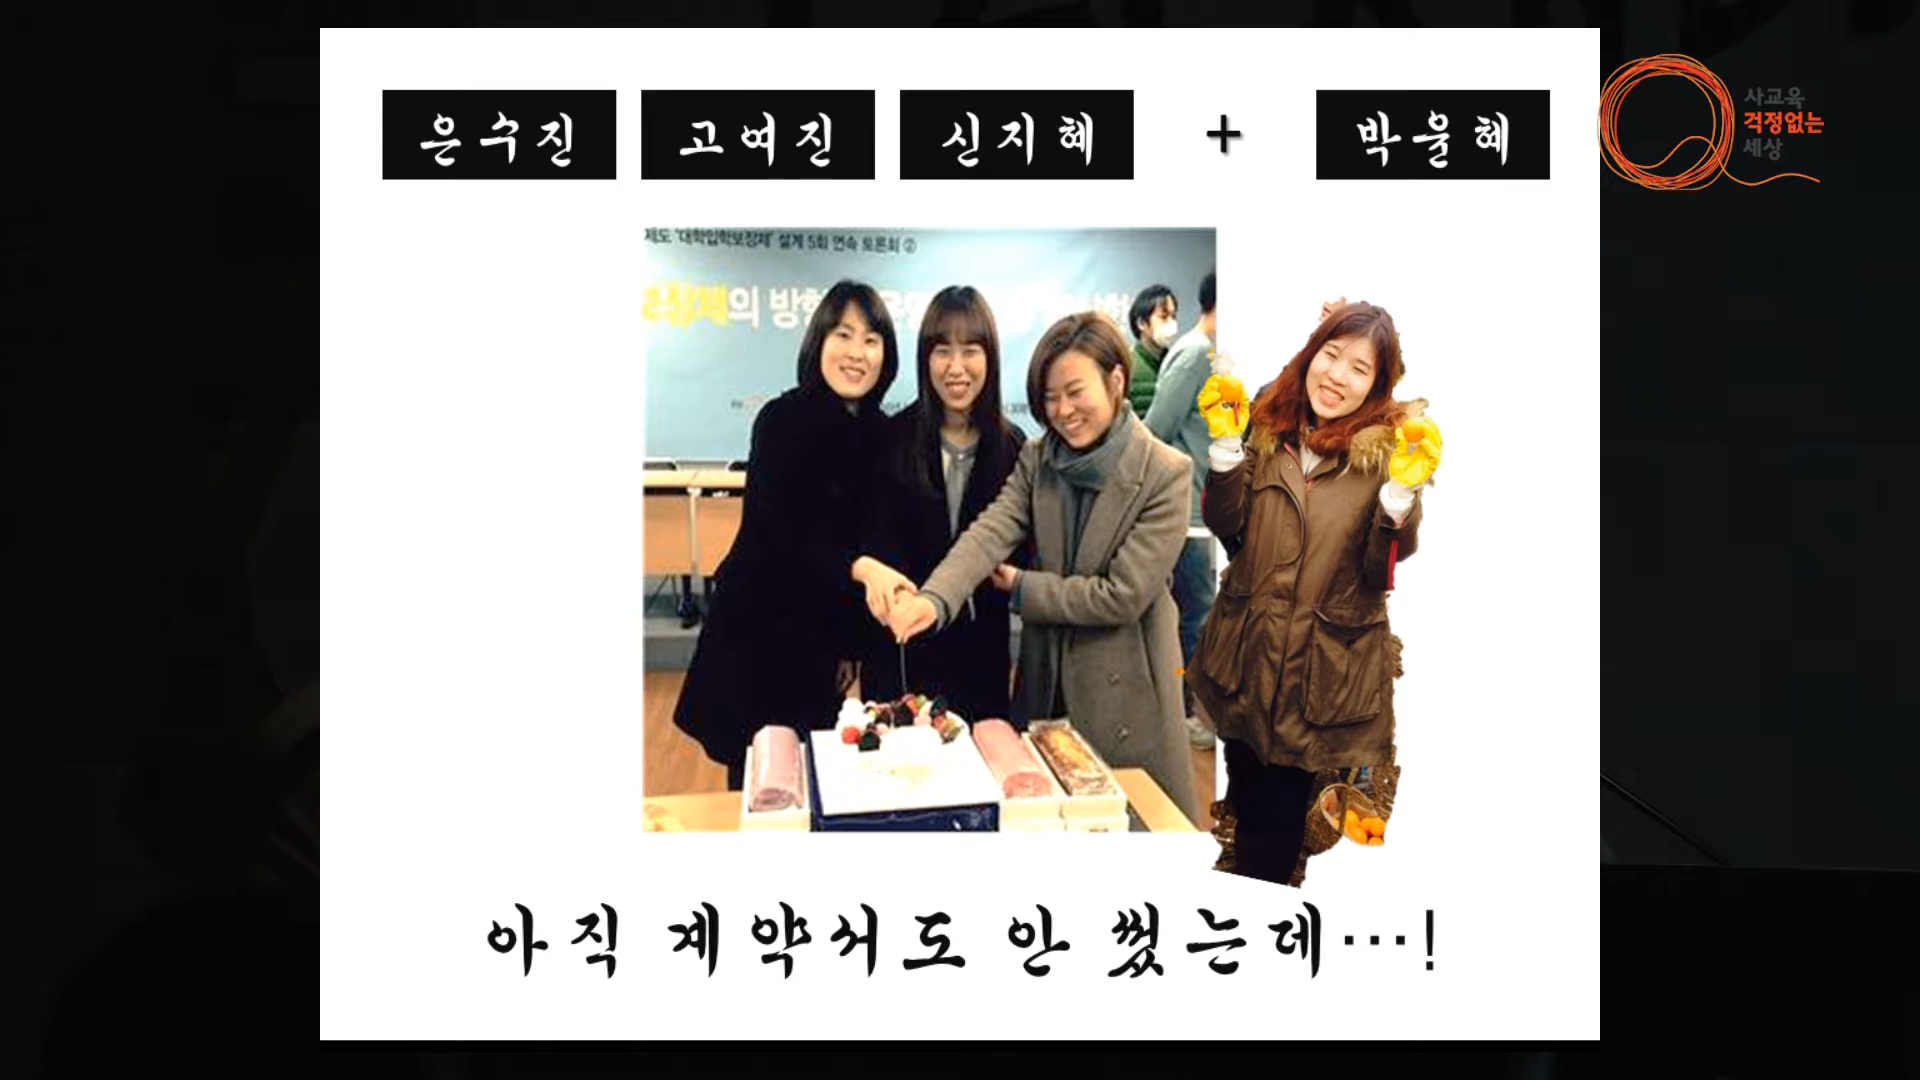 은수진 고여진 신지혜 + 박울혜
사교육
걱정없는
세상
제도 "대학입학보장제" 설계 5회 연속 토론회 ②
의 방향
아직 계약서도 안 썼는데…!